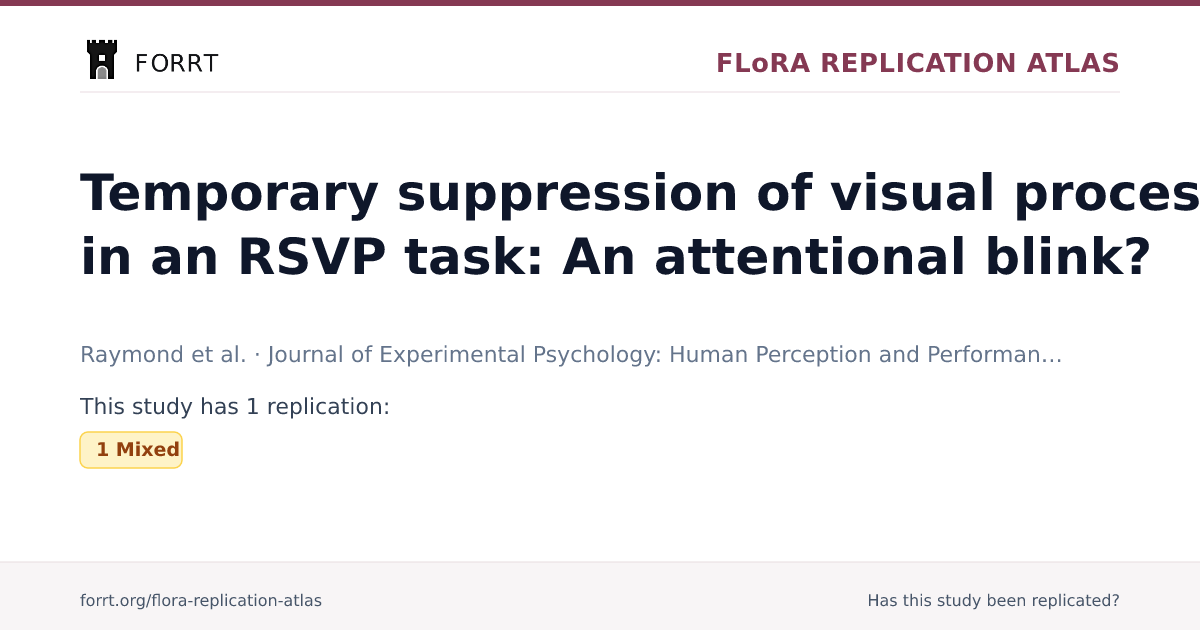 FORRT
FLoRA REPLICATION ATLAS
Temporary suppression of visual proces
in an RSVP task: An attentional blink?
Raymond et al. · Journal of Experimental Psychology: Human Perception and Performan…
This study has 1 replication:
1 Mixed
forrt.org/flora-replication-atlas
Has this study been replicated?